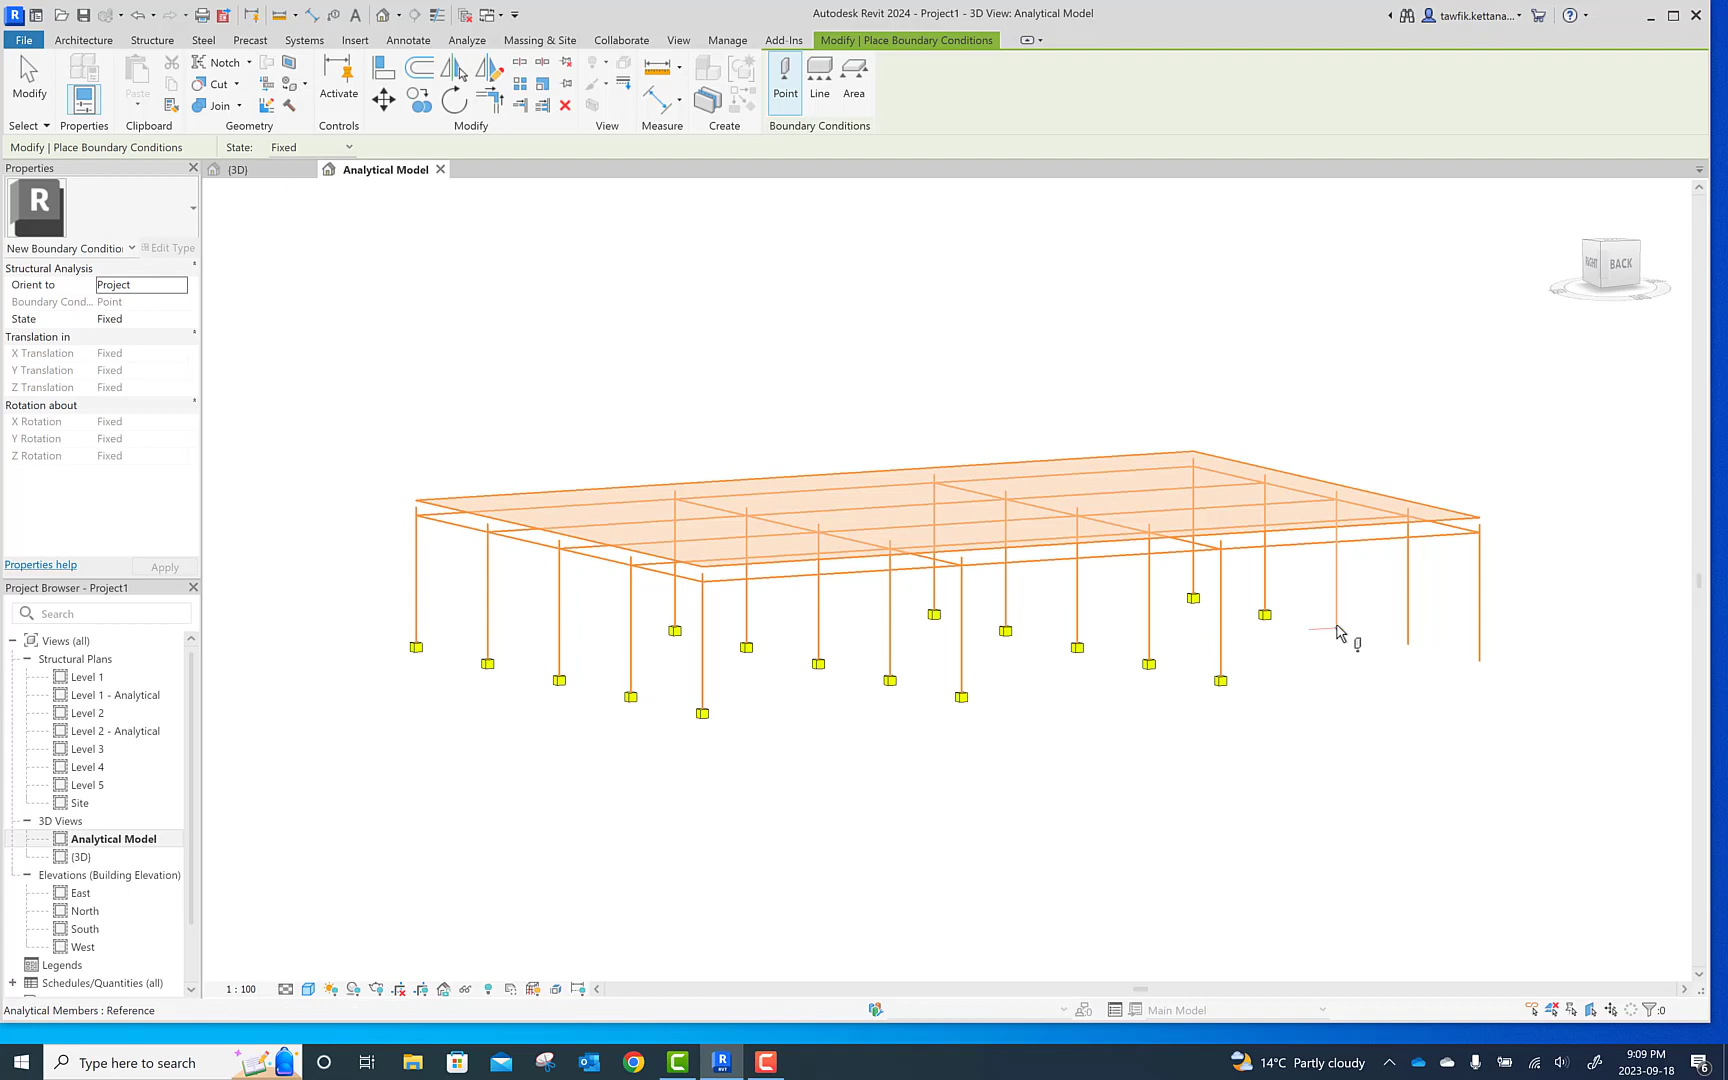 Autodesk Revit 2024 - Project1 - 3D View: Analytical Model
tawfik.kettana...
File Architecture Structure Steel Precast Systems Insert Annotate Analyze Massing & Site Collaborate View Manage Add-Ins Modify | Place Boundary Conditions
Modify
Paste
Notch
Cut
Join
Activate
Point Line Area
Select Properties Clipboard Geometry Controls Modify View Measure Create Boundary Conditions
Modify | Place Boundary Conditions State: Fixed
Properties
{3D}
Analytical Model
R
New Boundary Condition Edit Type
Structural Analysis
Orient to Project
Boundary Cond... Point
State Fixed
Translation in
X Translation Fixed
Y Translation Fixed
Z Translation Fixed
Rotation about
X Rotation Fixed
Y Rotation Fixed
Z Rotation Fixed
Properties help Apply
Project Browser - Project1
Search
Views (all)
Structural Plans
Level 1
Level 1 - Analytical
Level 2
Level 2 - Analytical
Level 3
Level 4
Level 5
Site
3D Views
Analytical Model
{3D}
Elevations (Building Elevation)
East
North
South
West
Legends
Schedules/Quantities (all)
RIGHT BACK
1 : 100
Analytical Members : Reference
Main Model
:0
Type here to search
14°C Partly cloudy
9:09 PM
2023-09-18
6